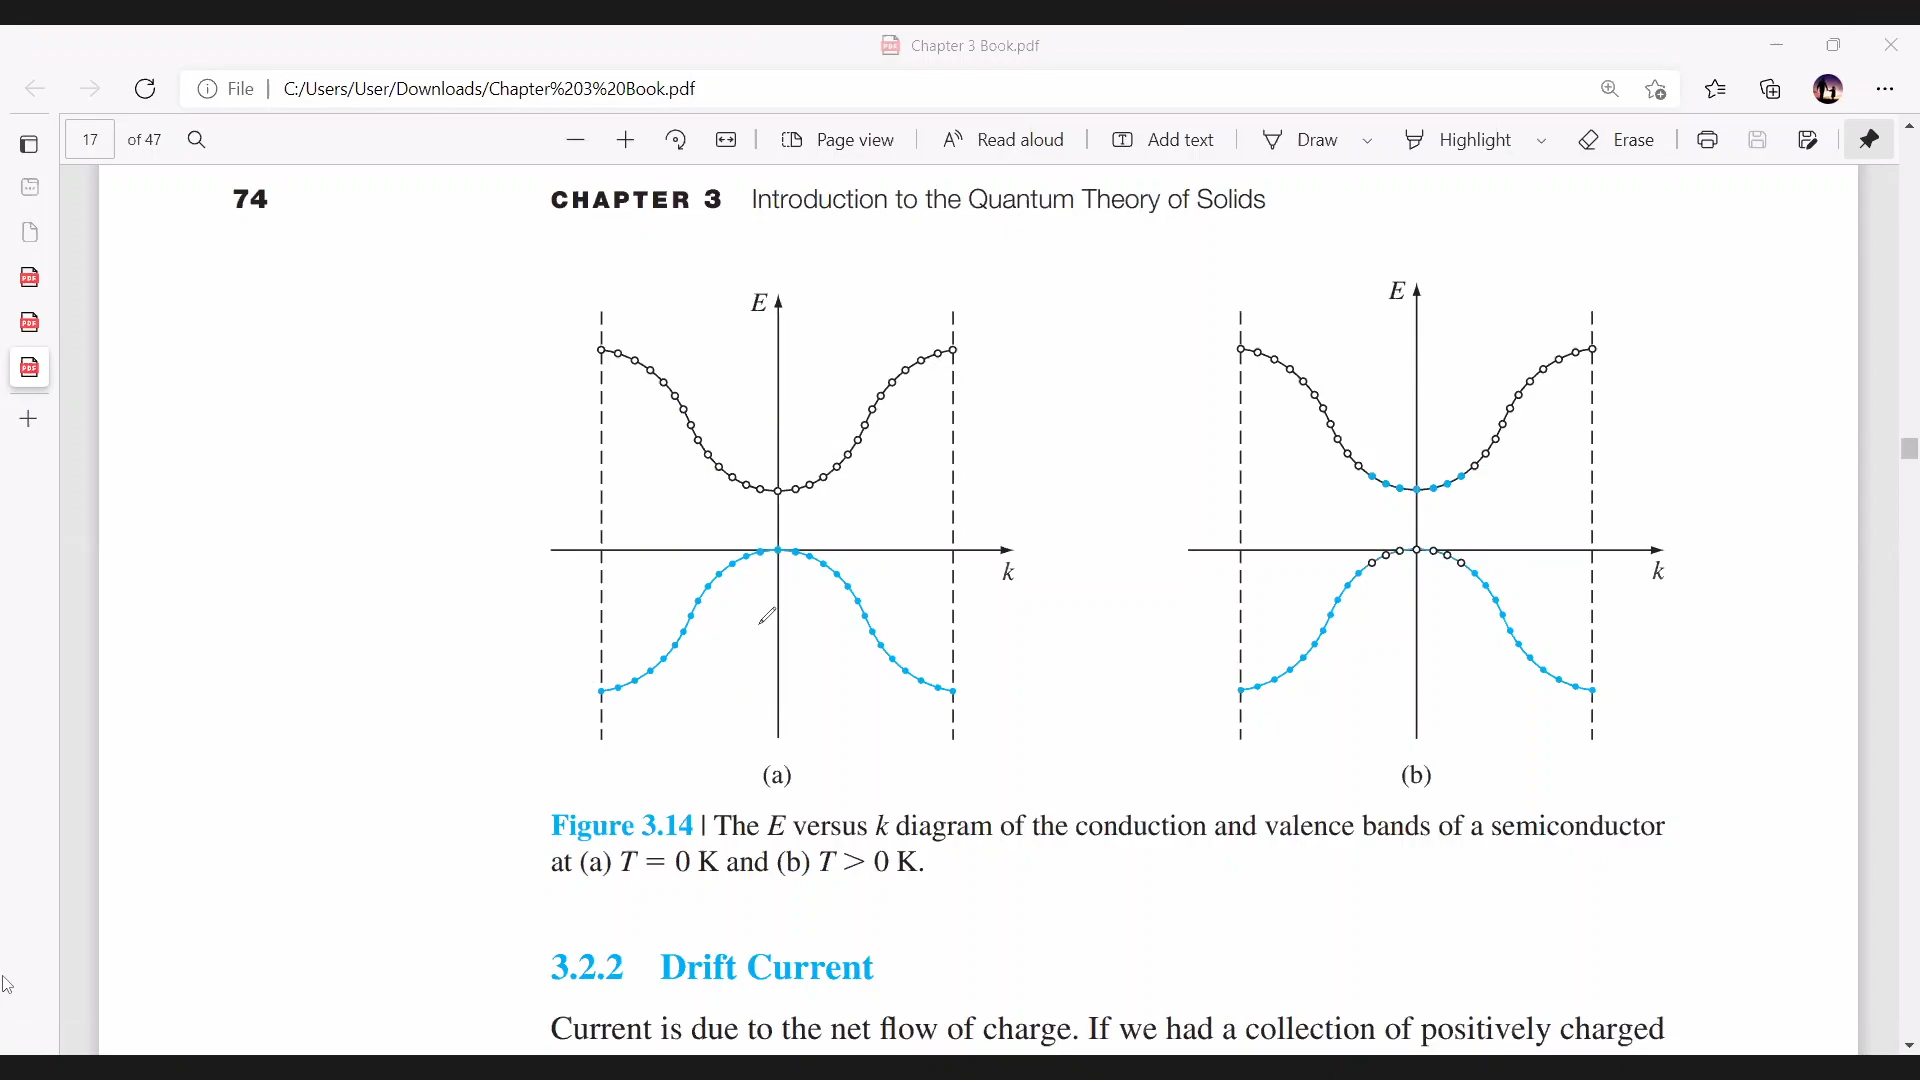 Chapter 3 Book.pdf
File | C:/Users/User/Downloads/Chapter%203%20Book.pdf
17 of 47 Page view Read aloud Add text Draw Highlight Erase
74 CHAPTER 3 Introduction to the Quantum Theory of Solids
E E
k k
(a) (b)
Figure 3.14 | The E versus k diagram of the conduction and valence bands of a semiconductor
at (a) T = 0 K and (b) T > 0 K.
3.2.2 Drift Current
Current is due to the net flow of charge. If we had a collection of positively charged